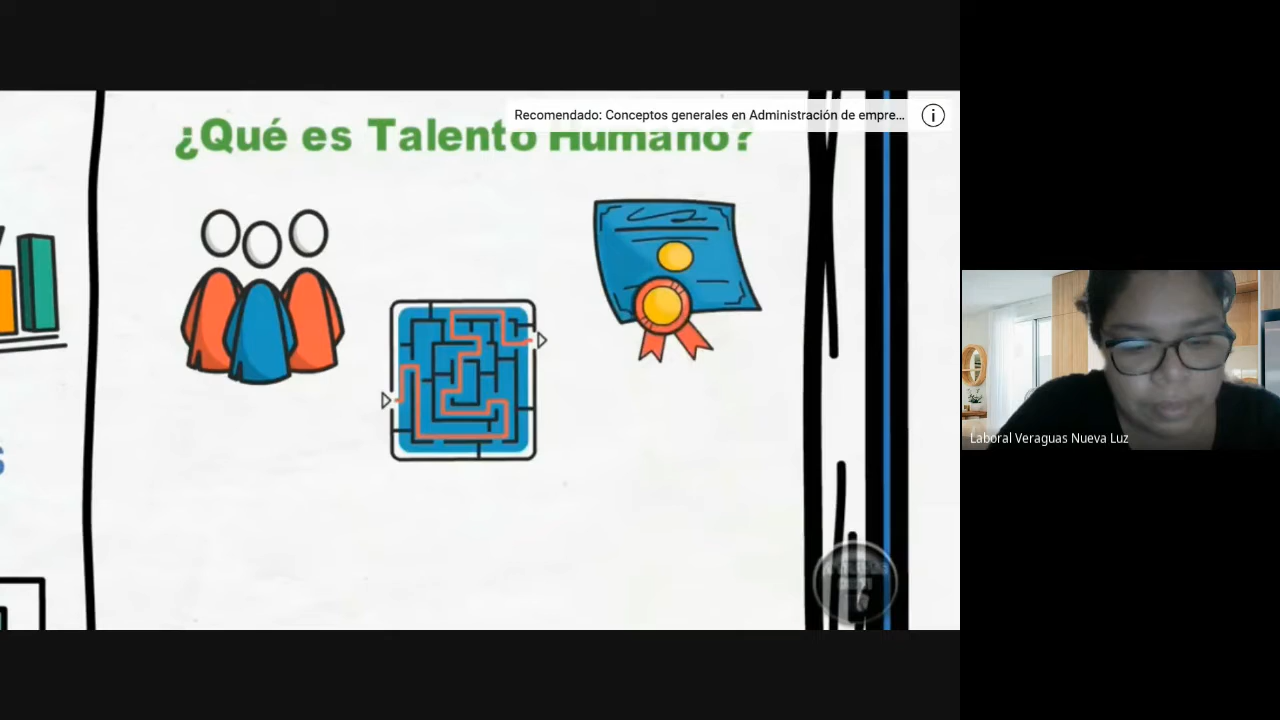 Recomendado: Conceptos generales en Administración de empre...
¿Qué es Talento Humano?
Laboral Veraguas Nueva Luz